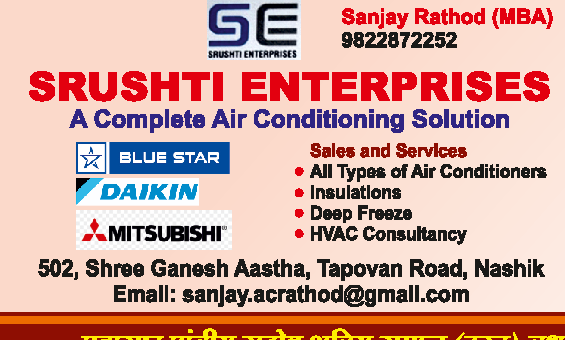 SE
SRUSHTI ENTERPRISES
Sanjay Rathod (MBA)
9822872252
SRUSHTI ENTERPRISES
A Complete Air Conditioning Solution
BLUE STAR
DAIKIN
MITSUBISHI
Sales and Services
All Types of Air Conditioners
Insulations
Deep Freeze
HVAC Consultancy
502, Shree Ganesh Aastha, Tapovan Road, Nashik
Email: sanjay.acrathod@gmail.com